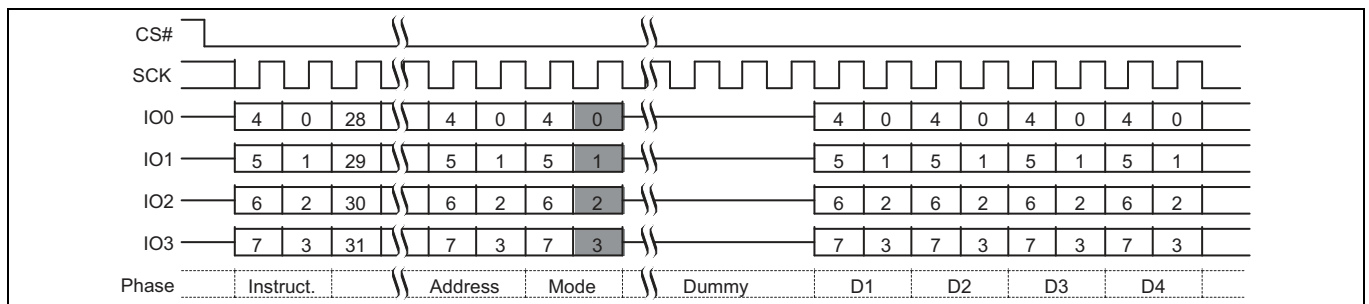 CS#
SCK
IO0 4 0 28 4 0 4 0 4 0 4 0 4 0 4 0
IO1 5 1 29 5 1 5 1 5 1 5 1 5 1 5 1
IO2 6 2 30 6 2 6 2 6 2 6 2 6 2 6 2
IO3 7 3 31 7 3 7 3 7 3 7 3 7 3 7 3
Phase Instruct. Address Mode Dummy D1 D2 D3 D4